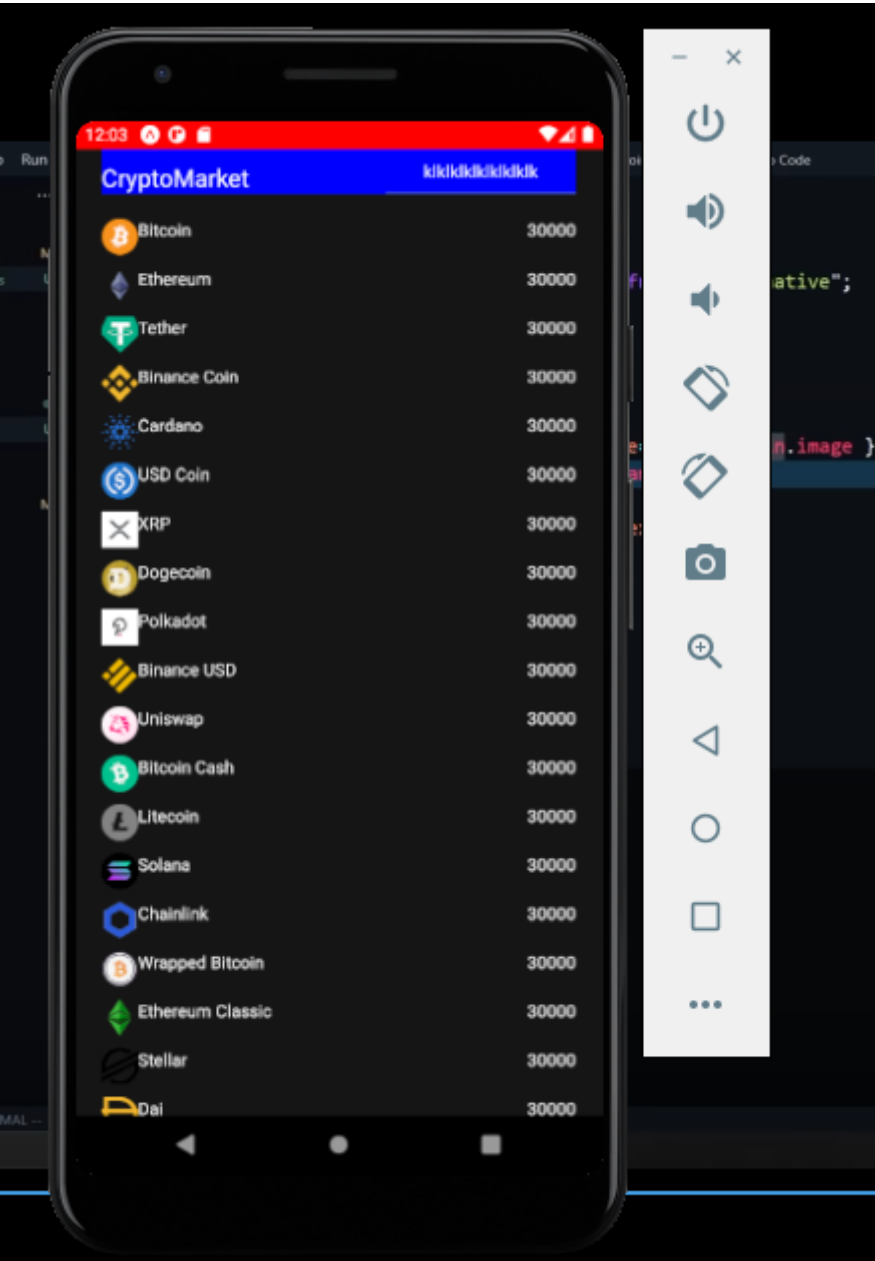 12:03
Run
Code
CryptoMarket
klklklklklklklklk
Bitcoin 30000
Ethereum 30000
ative";
Tether 30000
Binance Coin 30000
Cardano 30000
n.image }
USD Coin 30000
XRP 30000
Dogecoin 30000
Polkadot 30000
Binance USD 30000
Uniswap 30000
Bitcoin Cash 30000
Litecoin 30000
Solana 30000
Chainlink 30000
Wrapped Bitcoin 30000
Ethereum Classic 30000
Stellar 30000
Dai 30000
MAL --